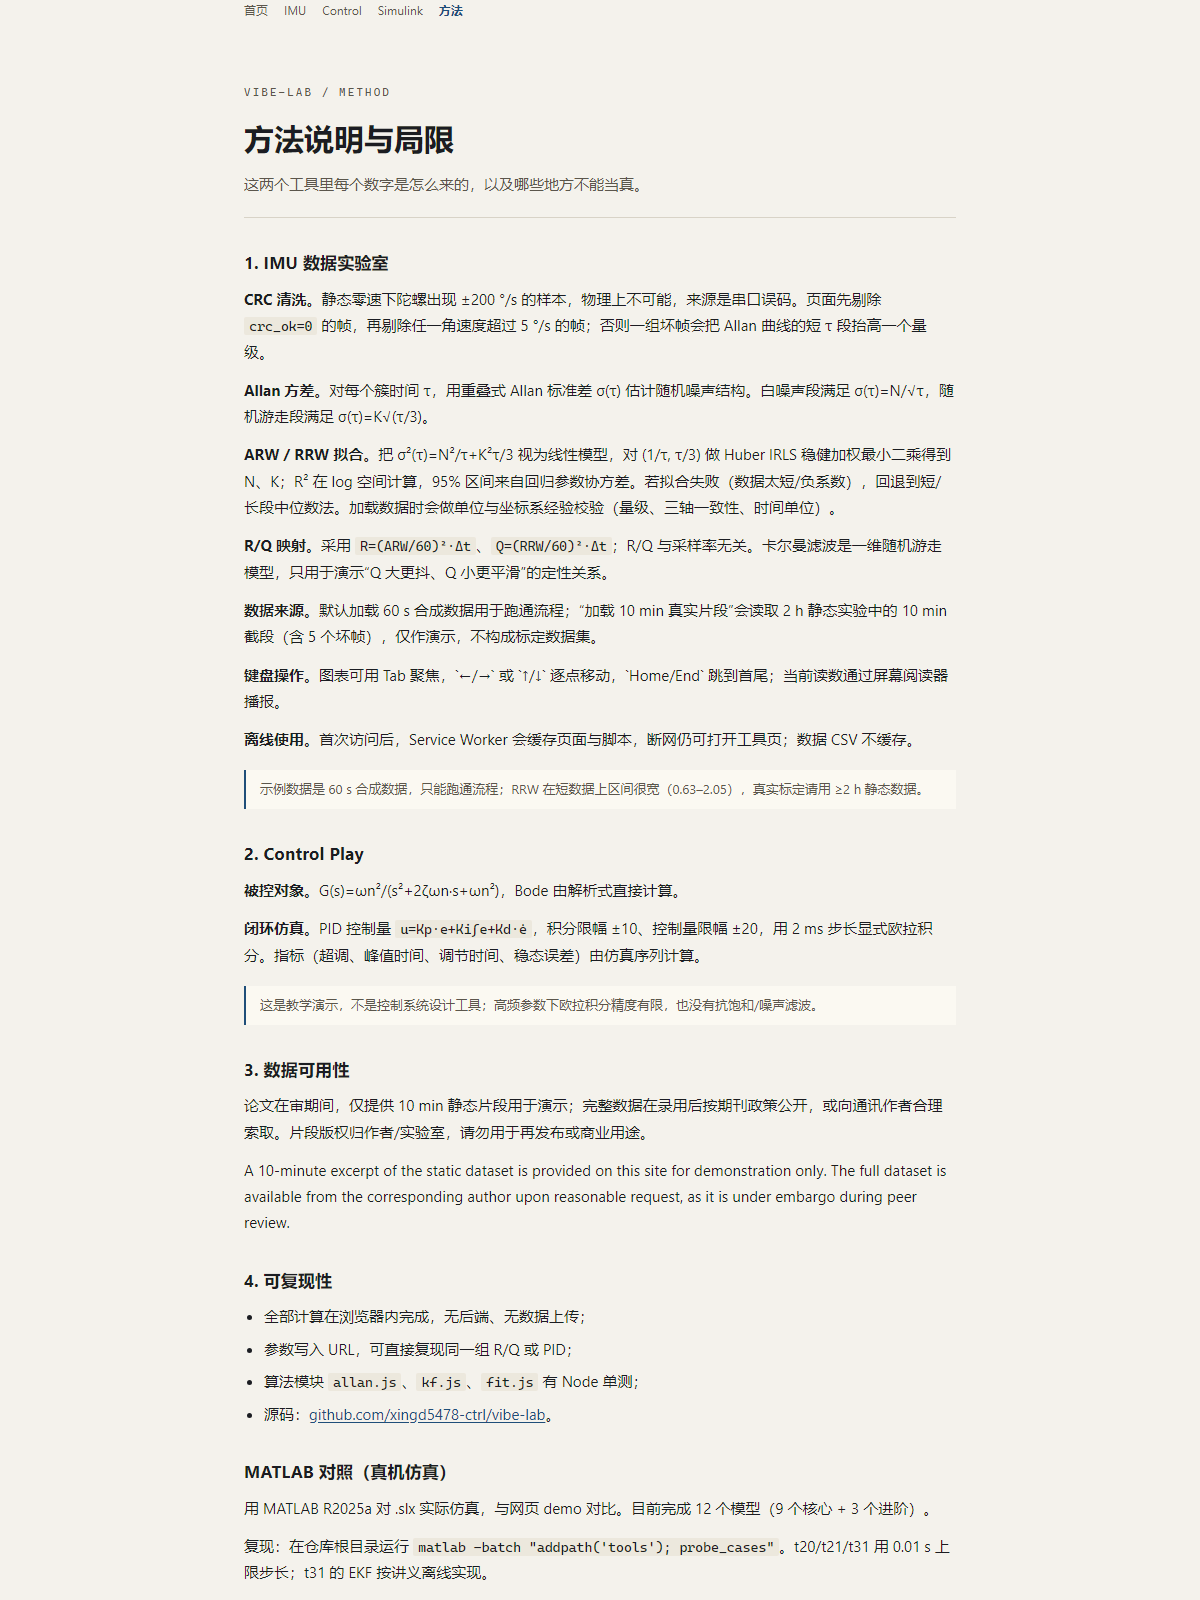 首页 IMU Control Simulink 方法
VIBE-LAB / METHOD
方法说明与局限
这两个工具里每个数字是怎么来的，以及哪些地方不能当真。
1. IMU 数据实验室
CRC 清洗。静态零速下陀螺出现 ±200 °/s 的样本，物理上不可能，来源是串口误码。页面先剔除
crc_ok=0 的帧，再剔除任一角速度超过 5 °/s 的帧；否则一组坏帧会把 Allan 曲线的短 τ 段抬高一个量
级。
Allan 方差。对每个簇时间 τ，用重叠式 Allan 标准差 σ(τ) 估计随机噪声结构。白噪声段满足 σ(τ)=N/√τ，随
机游走段满足 σ(τ)=K√(τ/3)。
ARW / RRW 拟合。把 σ²(τ)=N²/τ+K²τ/3 视为线性模型，对 (1/τ, τ/3) 做 Huber IRLS 稳健加权最小二乘得到
N、K；R² 在 log 空间计算，95% 区间来自回归参数协方差。若拟合失败（数据太短/负系数），回退到短/
长段中位数法。加载数据时会做单位与坐标系经验校验（量级、三轴一致性、时间单位）。
R/Q 映射。采用 R=(ARW/60)²·Δt、Q=(RRW/60)²·Δt；R/Q 与采样率无关。卡尔曼滤波是一维随机游走
模型，只用于演示“Q 大更抖、Q 小更平滑”的定性关系。
数据来源。默认加载 60 s 合成数据用于跑通流程；“加载 10 min 真实片段”会读取 2 h 静态实验中的 10 min
截段（含 5 个坏帧），仅作演示，不构成标定数据集。
键盘操作。图表可用 Tab 聚焦，`←/→` 或 `↑/↓` 逐点移动，`Home/End` 跳到首尾；当前读数通过屏幕阅读器
播报。
离线使用。首次访问后，Service Worker 会缓存页面与脚本，断网仍可打开工具页；数据 CSV 不缓存。
示例数据是 60 s 合成数据，只能跑通流程；RRW 在短数据上区间很宽（0.63–2.05），真实标定请用 ≥2 h 静态数据。
2. Control Play
被控对象。G(s)=ωn²/(s²+2ζωn·s+ωn²)，Bode 由解析式直接计算。
闭环仿真。PID 控制量 u=Kp·e+Ki∫e+Kd·ė，积分限幅 ±10、控制量限幅 ±20，用 2 ms 步长显式欧拉积
分。指标（超调、峰值时间、调节时间、稳态误差）由仿真序列计算。
这是教学演示，不是控制系统设计工具；高频参数下欧拉积分精度有限，也没有抗饱和/噪声滤波。
3. 数据可用性
论文在审期间，仅提供 10 min 静态片段用于演示；完整数据在录用后按期刊政策公开，或向通讯作者合理
索取。片段版权归作者/实验室，请勿用于再发布或商业用途。
A 10-minute excerpt of the static dataset is provided on this site for demonstration only. The full dataset is
available from the corresponding author upon reasonable request, as it is under embargo during peer
review.
4. 可复现性
• 全部计算在浏览器内完成，无后端、无数据上传；
• 参数写入 URL，可直接复现同一组 R/Q 或 PID；
• 算法模块 allan.js、kf.js、fit.js 有 Node 单测；
• 源码：github.com/xingd5478-ctrl/vibe-lab。
MATLAB 对照（真机仿真）
用 MATLAB R2025a 对 .slx 实际仿真，与网页 demo 对比。目前完成 12 个模型（9 个核心 + 3 个进阶）。
复现：在仓库根目录运行 matlab -batch "addpath('tools'); probe_cases"。t20/t21/t31 用 0.01 s 上
限步长；t31 的 EKF 按讲义离线实现。